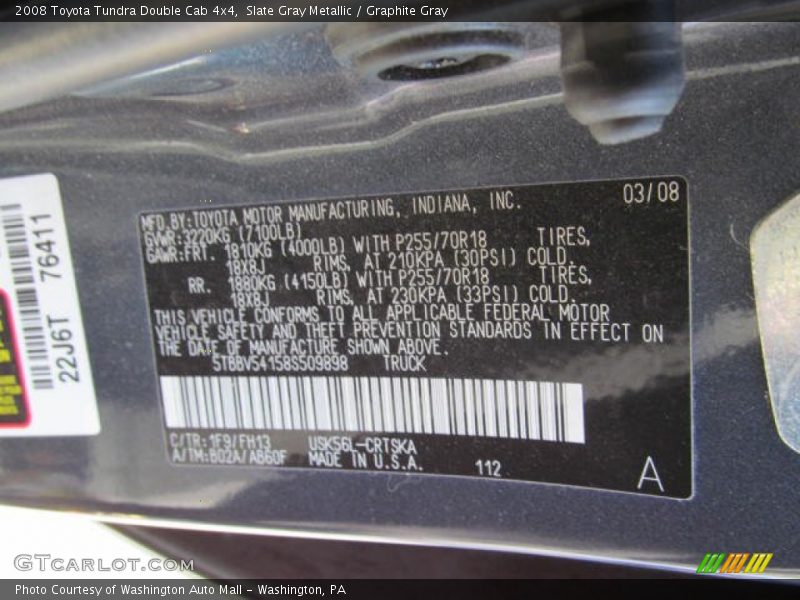 2008 Toyota Tundra Double Cab 4x4, Slate Gray Metallic / Graphite Gray
76411
22J6T
03/08
MFD.BY:TOYOTA MOTOR MANUFACTURING, INDIANA, INC.
GVWR:3220KG (7100LB)
GAWR:FRT. 1810KG (4000LB) WITH P255/70R18 TIRES,
18X8J RIMS, AT 210KPA (30PSI) COLD.
RR. 1880KG (4150LB) WITH P255/70R18 TIRES,
18X8J RIMS, AT 230KPA (33PSI) COLD.
THIS VEHICLE CONFORMS TO ALL APPLICABLE FEDERAL MOTOR
VEHICLE SAFETY AND THEFT PREVENTION STANDARDS IN EFFECT ON
THE DATE OF MANUFACTURE SHOWN ABOVE.
5TBBV54158S509898 TRUCK
C/TR:1F9/FH13 USK56L-CRTSKA
A/TM:B02A/AB60F MADE IN U.S.A. 112
A
GTcarlot.com
Photo Courtesy of Washington Auto Mall - Washington, PA